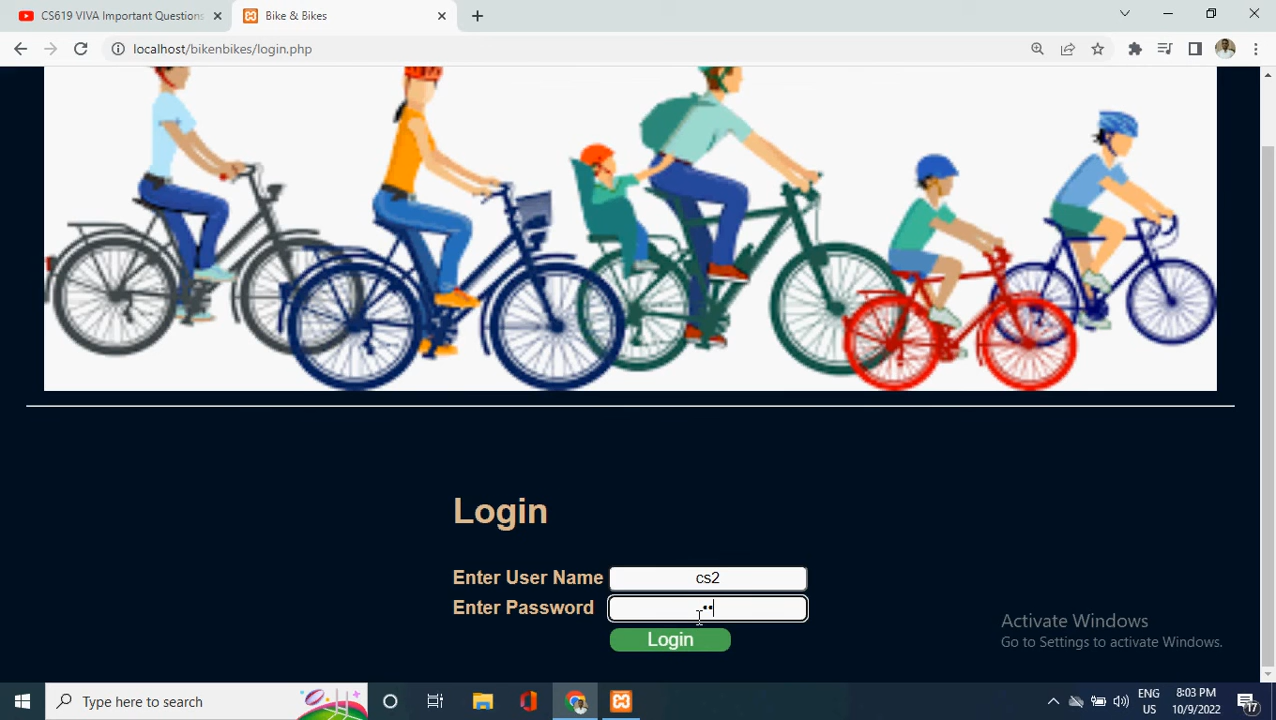 CS619 VIVA Important Questions
Bike & Bikes
localhost/bikenbikes/login.php
Login
Enter User Name cs2
Enter Password ••
Login
Activate Windows
Go to Settings to activate Windows.
Type here to search
ENG
US
8:03 PM
10/9/2022
17